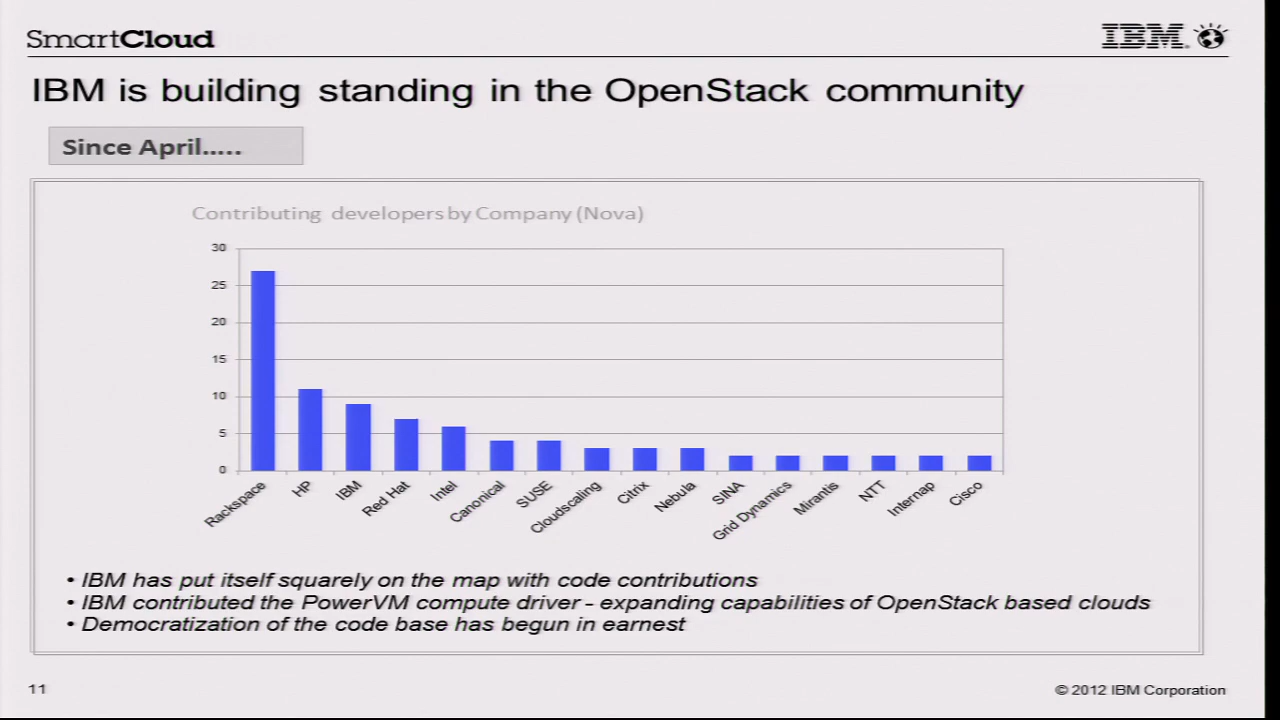 SmartCloud
IBM
IBM is building standing in the OpenStack community
Since April.....
Contributing developers by Company (Nova)
30
25
20
15
10
5
0
Rackspace
HP
IBM
Red Hat
Intel
Canonical
SUSE
Cloudscaling
Citrix
Nebula
SINA
Grid Dynamics
Mirantis
NTT
Internap
Cisco
• IBM has put itself squarely on the map with code contributions
• IBM contributed the PowerVM compute driver - expanding capabilities of OpenStack based clouds
• Democratization of the code base has begun in earnest
11
© 2012 IBM Corporation